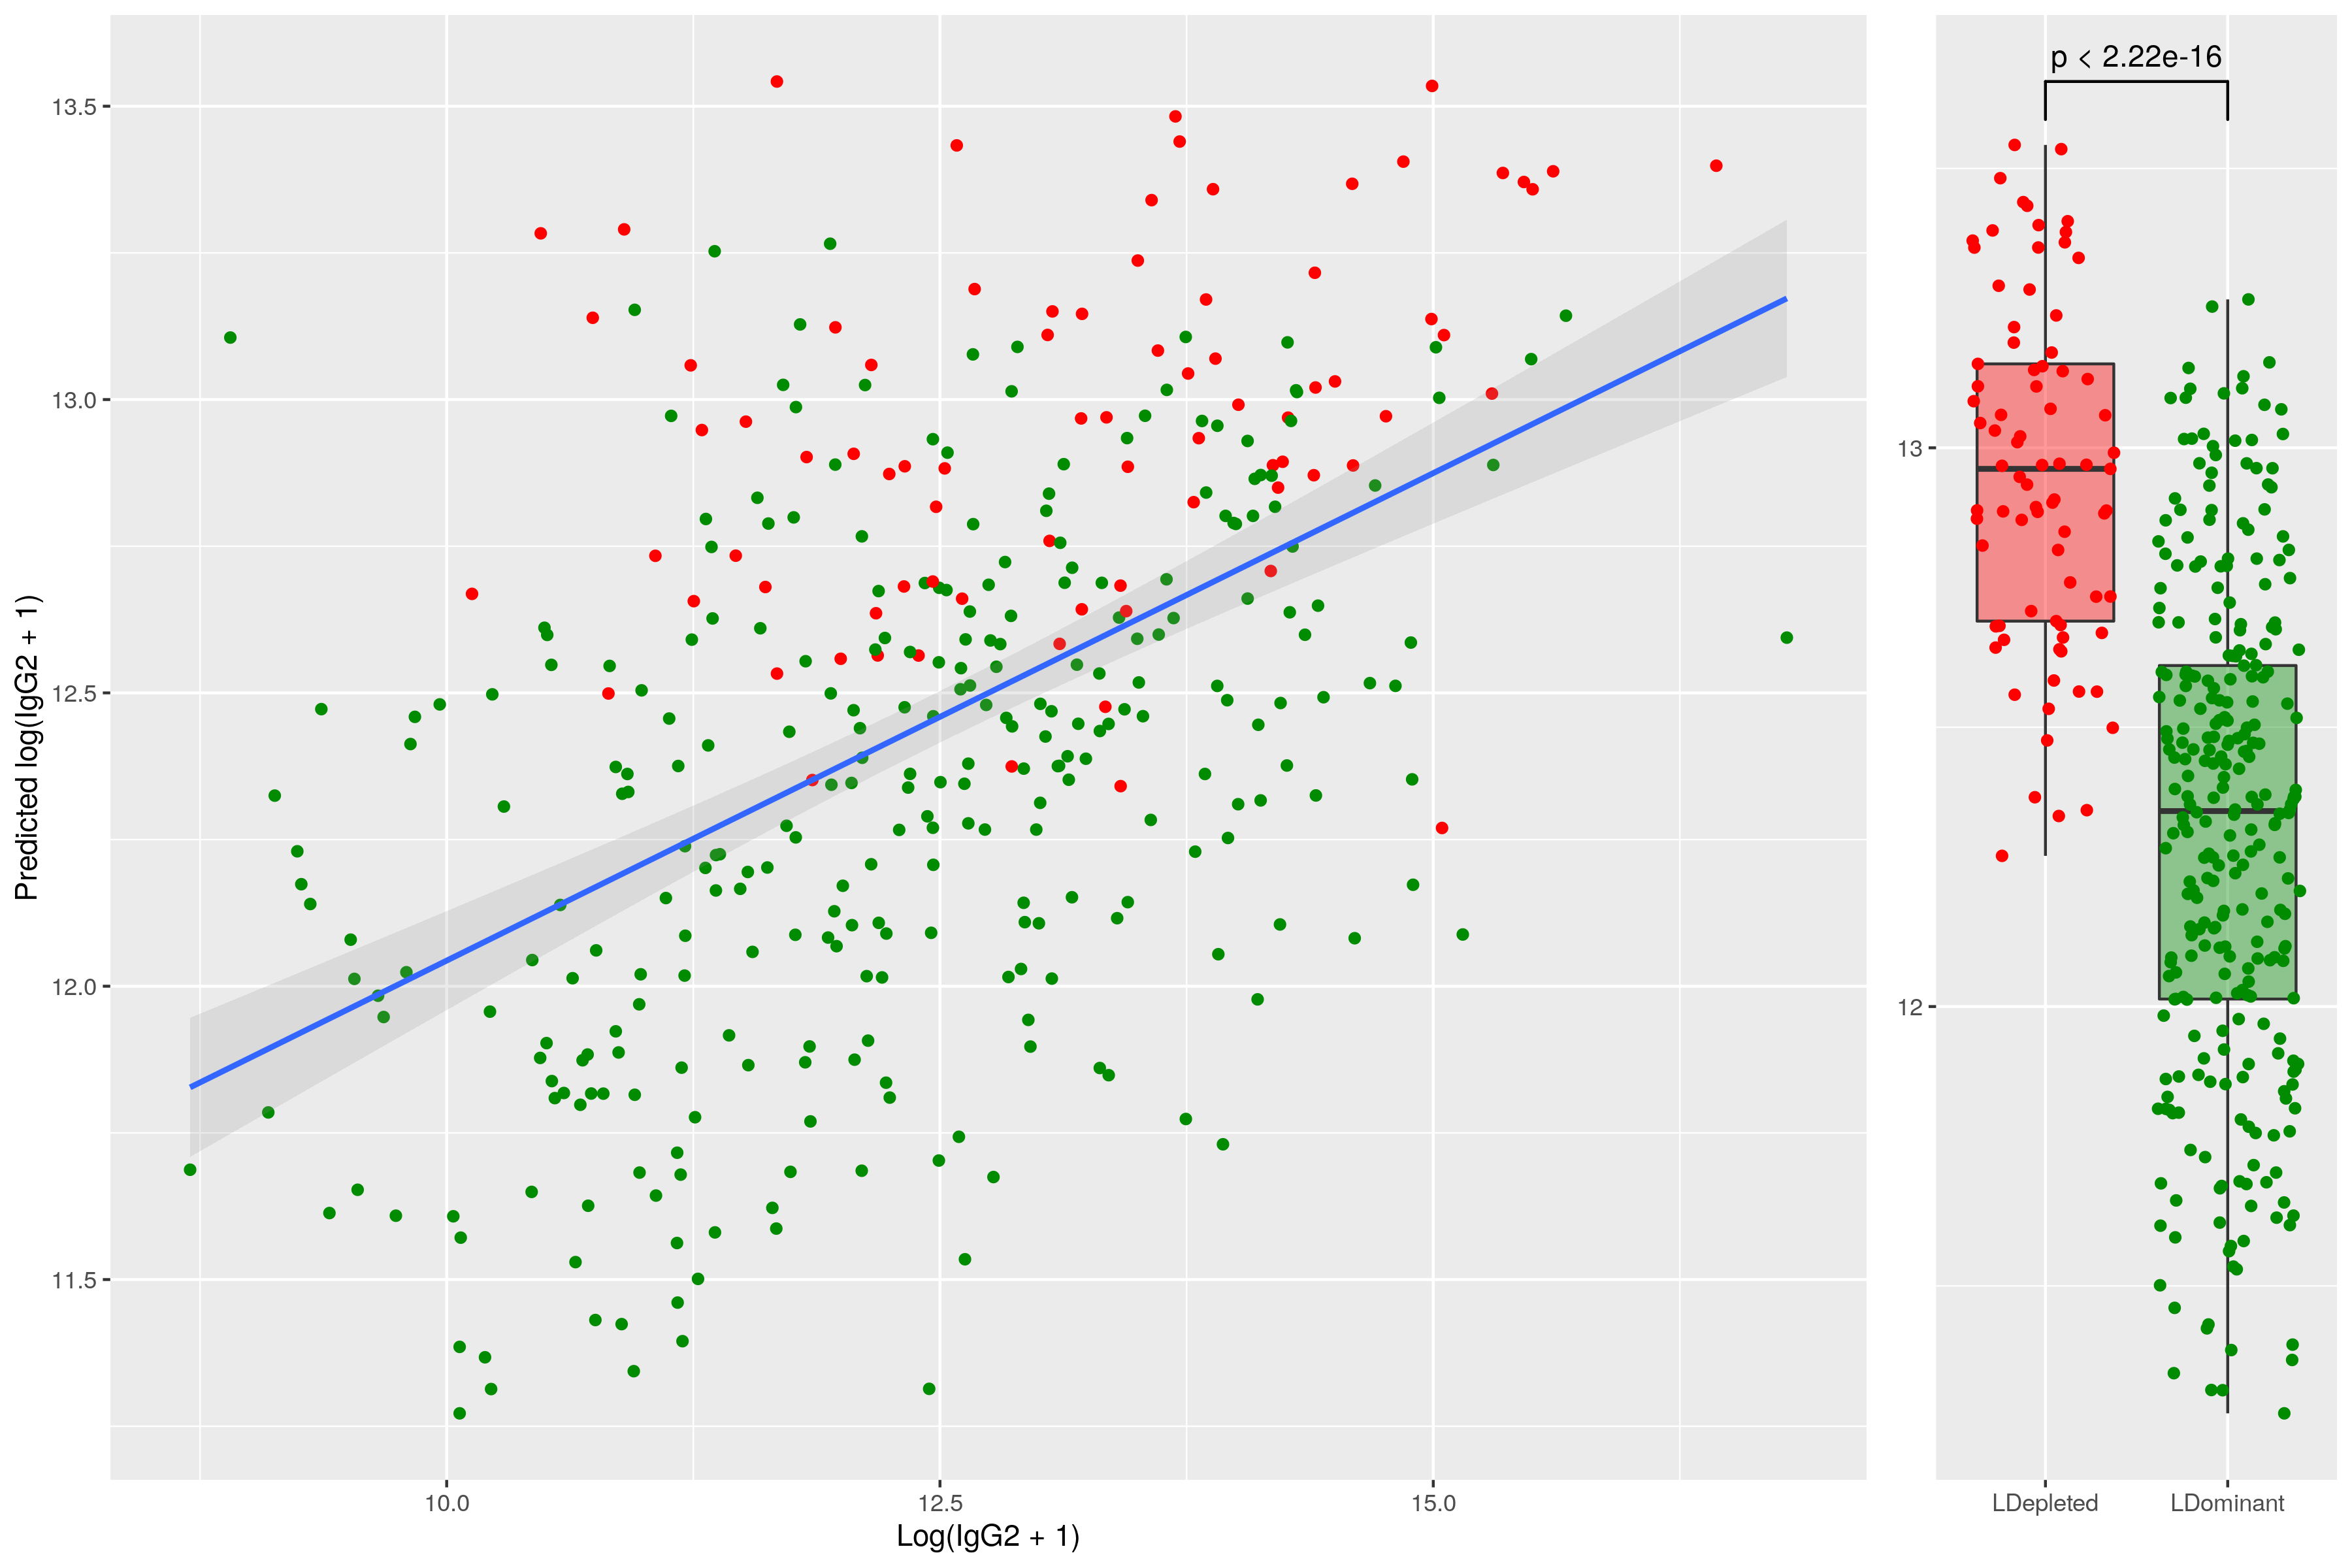 p < 2.22e-16
13.5
13.0
12.5
12.0
11.5
13
12
Predicted log(IgG2 + 1)
10.0 12.5 15.0
Log(IgG2 + 1)
LDepleted LDominant